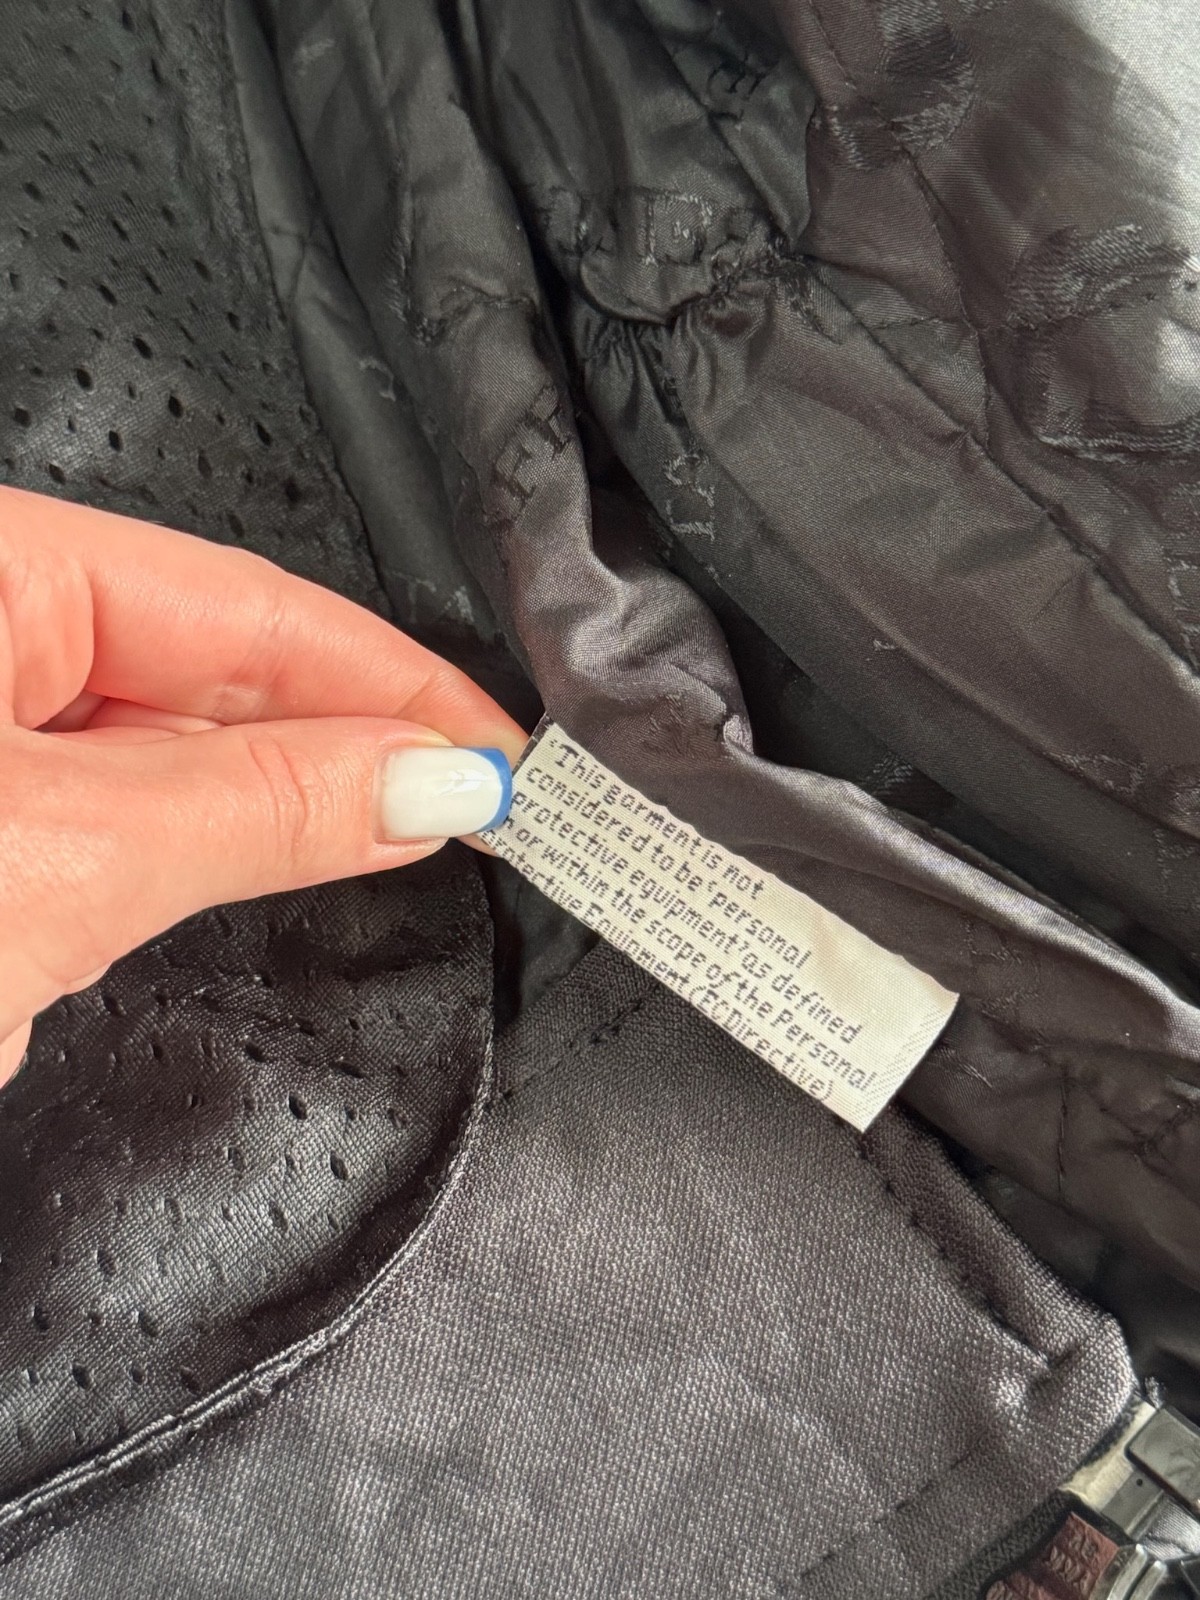 'This garment is not
considered to be 'personal
protective equipment' as defined
or within the scope of the personal
protective Equipment (EC Directive)